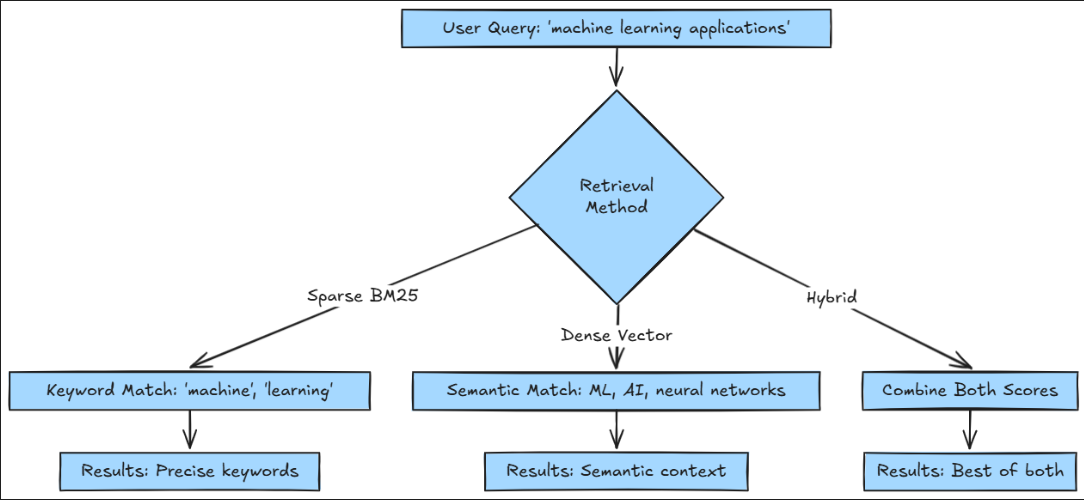 User Query: 'machine learning applications'
Retrieval
Method
Sparse BM25
Hybrid
Dense Vector
Keyword Match: 'machine', 'learning'
Semantic Match: ML, AI, neural networks
Combine Both Scores
Results: Precise keywords
Results: Semantic context
Results: Best of both